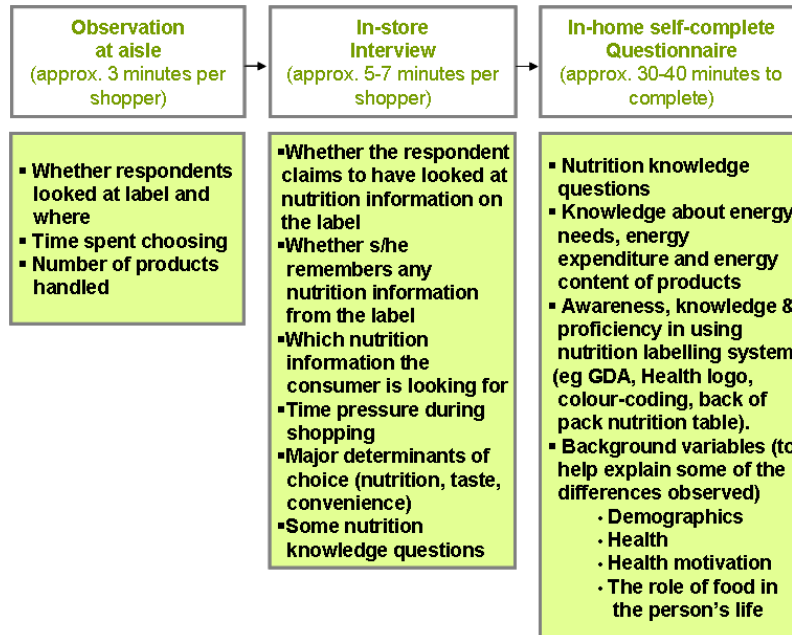 Observation
at aisle
(approx. 3 minutes per
shopper)
In-store
Interview
(approx. 5-7 minutes per
shopper)
In-home self-complete
Questionnaire
(approx. 30-40 minutes to
complete)
▪ Whether respondents
looked at label and
where
▪ Time spent choosing
▪ Number of products
handled
▪Whether the respondent
claims to have looked at
nutrition information on
the label
▪Whether s/he
remembers any
nutrition information
from the label
▪Which nutrition
information the
consumer is looking for
▪Time pressure during
shopping
▪Major determinants of
choice (nutrition, taste,
convenience)
▪Some nutrition
knowledge questions
▪ Nutrition knowledge
questions
▪ Knowledge about energy
needs, energy
expenditure and energy
content of products
▪ Awareness, knowledge &
proficiency in using
nutrition labelling system
(eg GDA, Health logo,
colour-coding, back of
pack nutrition table).
▪ Background variables (to
help explain some of the
differences observed)
• Demographics
• Health
• Health motivation
• The role of food in
the person's life